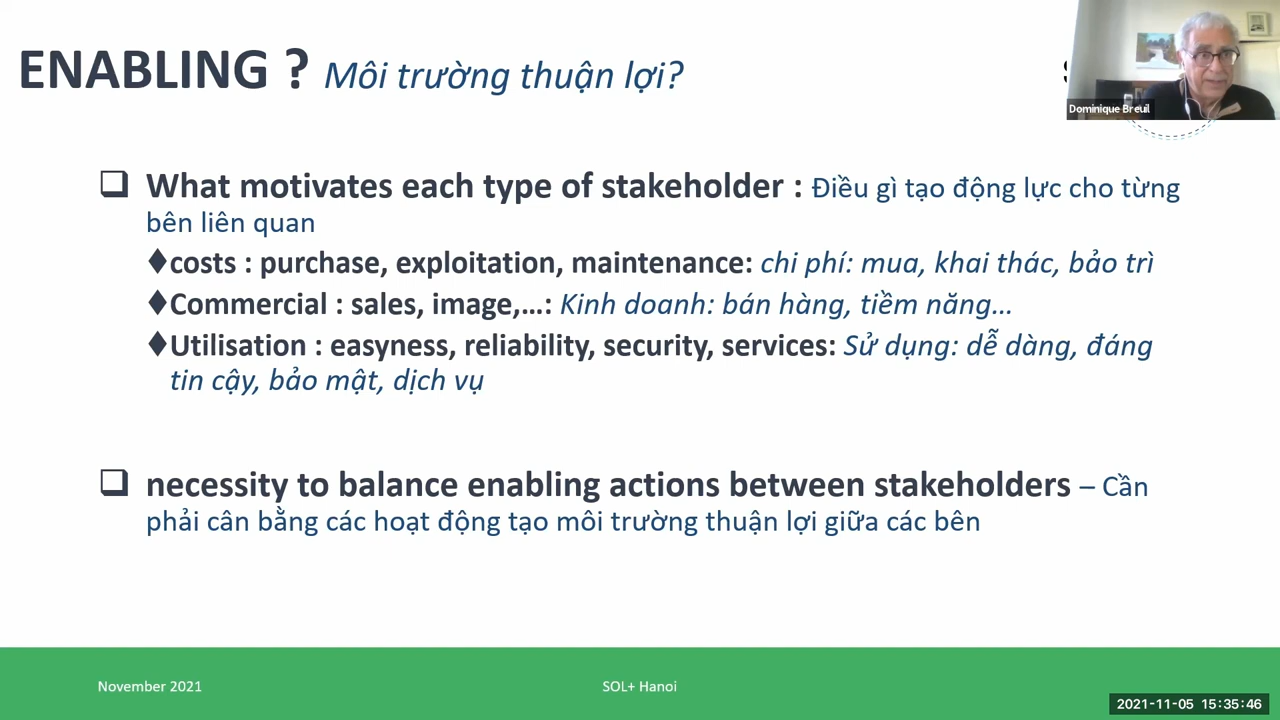 ENABLING ? Môi trường thuận lợi?
Dominique Breuil
❑ What motivates each type of stakeholder : Điều gì tạo động lực cho từng
bên liên quan
♦costs : purchase, exploitation, maintenance: chi phí: mua, khai thác, bảo trì
♦Commercial : sales, image,…: Kinh doanh: bán hàng, tiềm năng…
♦Utilisation : easyness, reliability, security, services: Sử dụng: dễ dàng, đáng
tin cậy, bảo mật, dịch vụ
❑ necessity to balance enabling actions between stakeholders – Cần
phải cân bằng các hoạt động tạo môi trường thuận lợi giữa các bên
November 2021
SOL+ Hanoi
2021-11-05 15:35:46